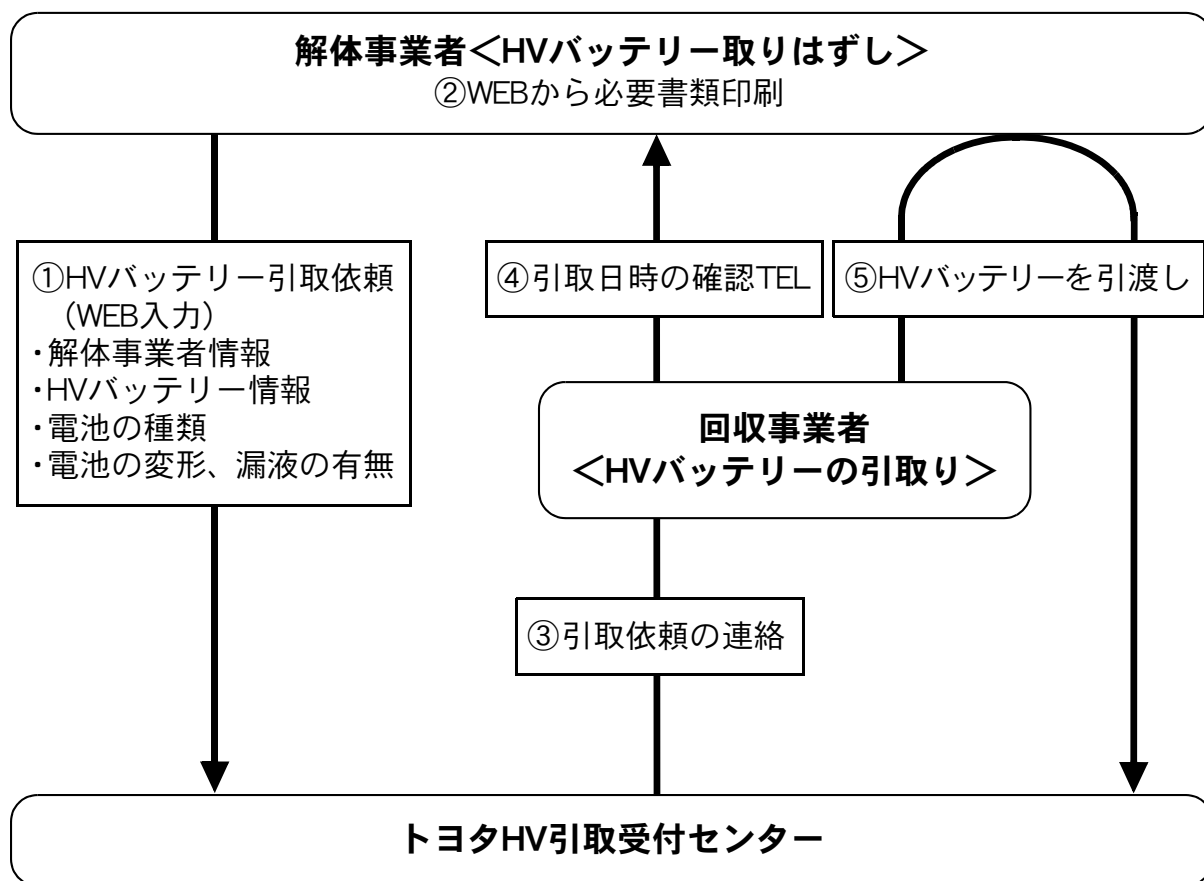 解体事業者＜HVバッテリー取りはずし＞
②WEBから必要書類印刷
①HVバッテリー引取依頼
（WEB入力）
・解体事業者情報
・HVバッテリー情報
・電池の種類
・電池の変形、漏液の有無
④引取日時の確認TEL
⑤HVバッテリーを引渡し
回収事業者
＜HVバッテリーの引取り＞
③引取依頼の連絡
トヨタHV引取受付センター